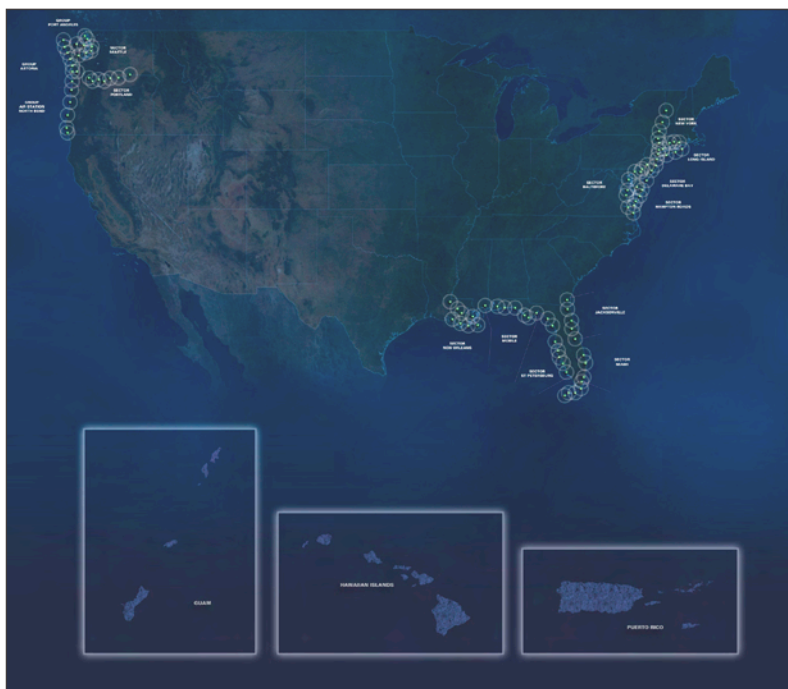 GROUP
PORT ANGELES
SECTOR
SEATTLE
GROUP
ASTORIA
SECTOR
PORTLAND
GROUP
AIR STATION
NORTH BEND
SECTOR
NEW YORK
SECTOR
LONG ISLAND
SECTOR
BALTIMORE
SECTOR
DELAWARE BAY
SECTOR
HAMPTON ROADS
SECTOR
JACKSONVILLE
SECTOR
MOBILE
SECTOR
NEW ORLEANS
SECTOR
MIAMI
SECTOR
ST PETERSBURG
GUAM
HAWAIIAN ISLANDS
PUERTO RICO